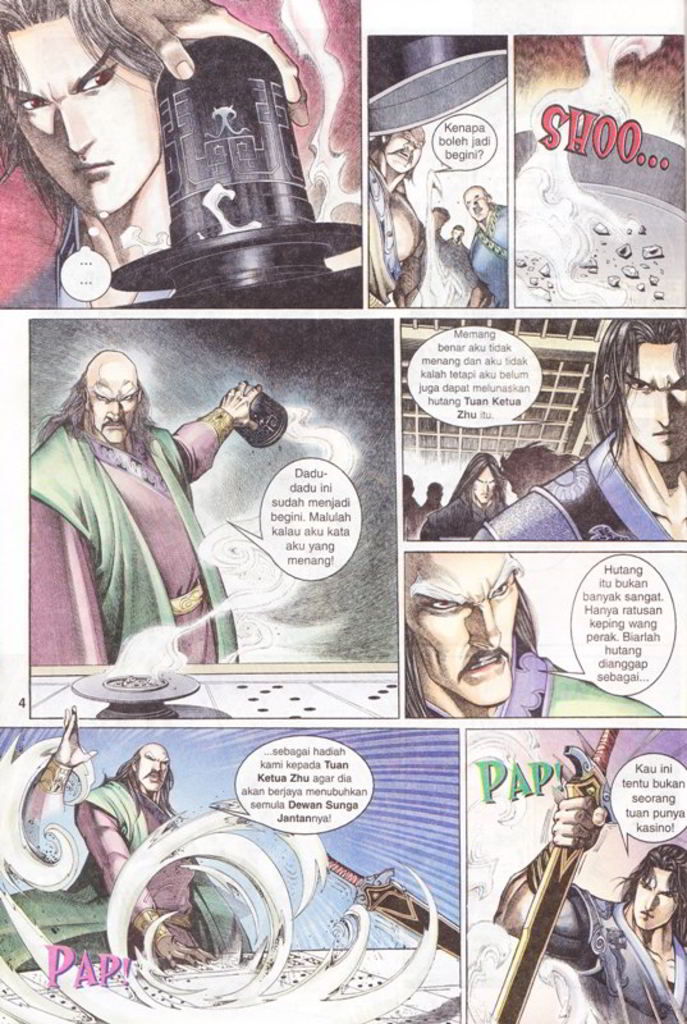 ...
...
Kenapa
boleh jadi
begini?
SHOO...
Dadu-
dadu ini
sudah menjadi
begini. Malulah
kalau aku kata
aku yang
menang!
Memang
benar aku tidak
menang dan aku tidak
kalah tetapi aku belum
juga dapat melunaskan
hutang Tuan Ketua
Zhu itu.
Hutang
itu bukan
banyak sangat.
Hanya ratusan
keping wang
perak. Biarlah
hutang
dianggap
sebagai...
4
...sebagai hadiah
kami kepada Tuan
Ketua Zhu agar dia
akan berjaya menubuhkan
semula Dewan Sunga
Jantannya!
PAP!
PAP!
Kau ini
tentu bukan
seorang
tuan punya
kasino!